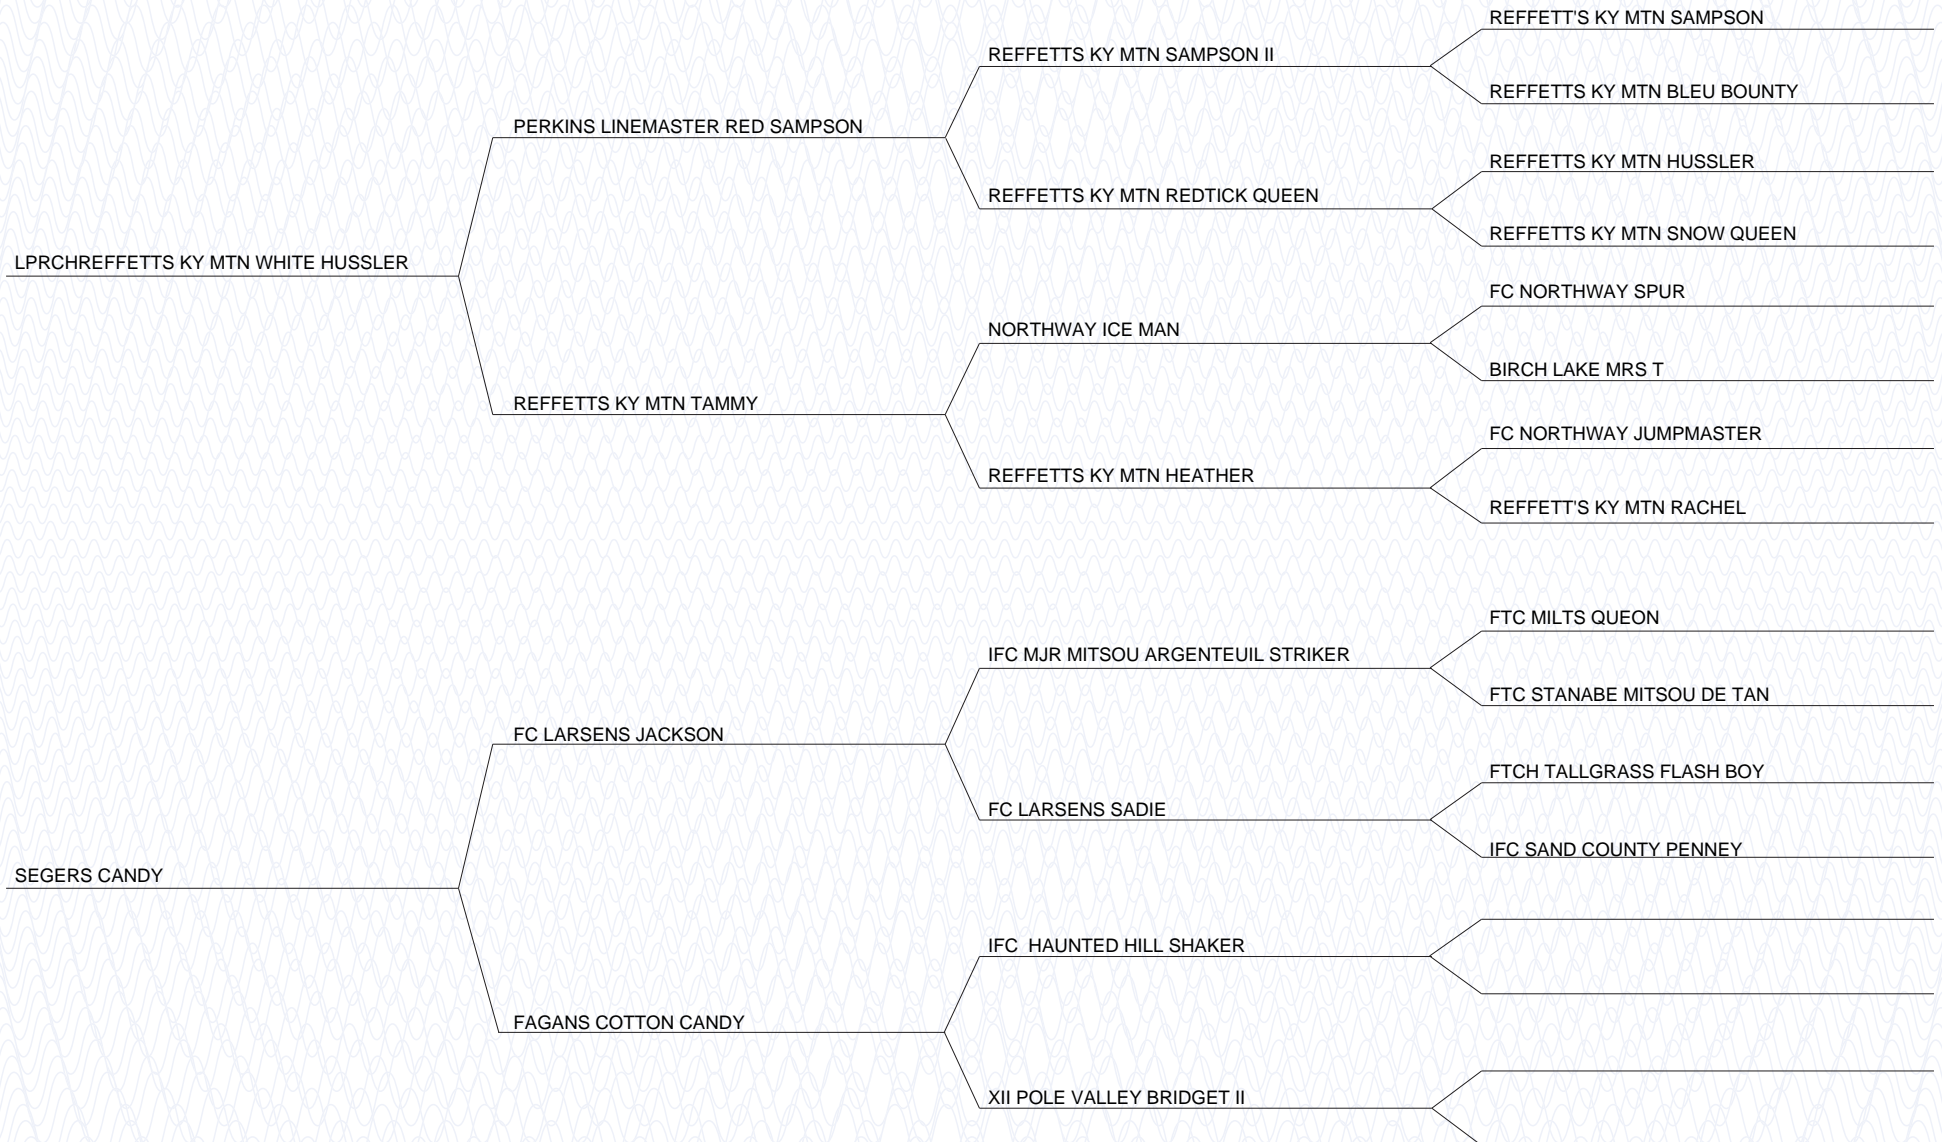 REFFETT'S KY MTN SAMPSON
REFFETTS KY MTN SAMPSON II
REFFETTS KY MTN BLEU BOUNTY
PERKINS LINEMASTER RED SAMPSON
REFFETTS KY MTN HUSSLER
REFFETTS KY MTN REDTICK QUEEN
REFFETTS KY MTN SNOW QUEEN
LPRCHREFFETTS KY MTN WHITE HUSSLER
FC NORTHWAY SPUR
NORTHWAY ICE MAN
BIRCH LAKE MRS T
REFFETTS KY MTN TAMMY
FC NORTHWAY JUMPMASTER
REFFETTS KY MTN HEATHER
REFFETT'S KY MTN RACHEL
FTC MILTS QUEON
IFC MJR MITSOU ARGENTEUIL STRIKER
FTC STANABE MITSOU DE TAN
FC LARSENS JACKSON
FTCH TALLGRASS FLASH BOY
FC LARSENS SADIE
IFC SAND COUNTY PENNEY
SEGERS CANDY
IFC  HAUNTED HILL SHAKER
FAGANS COTTON CANDY
XII POLE VALLEY BRIDGET II